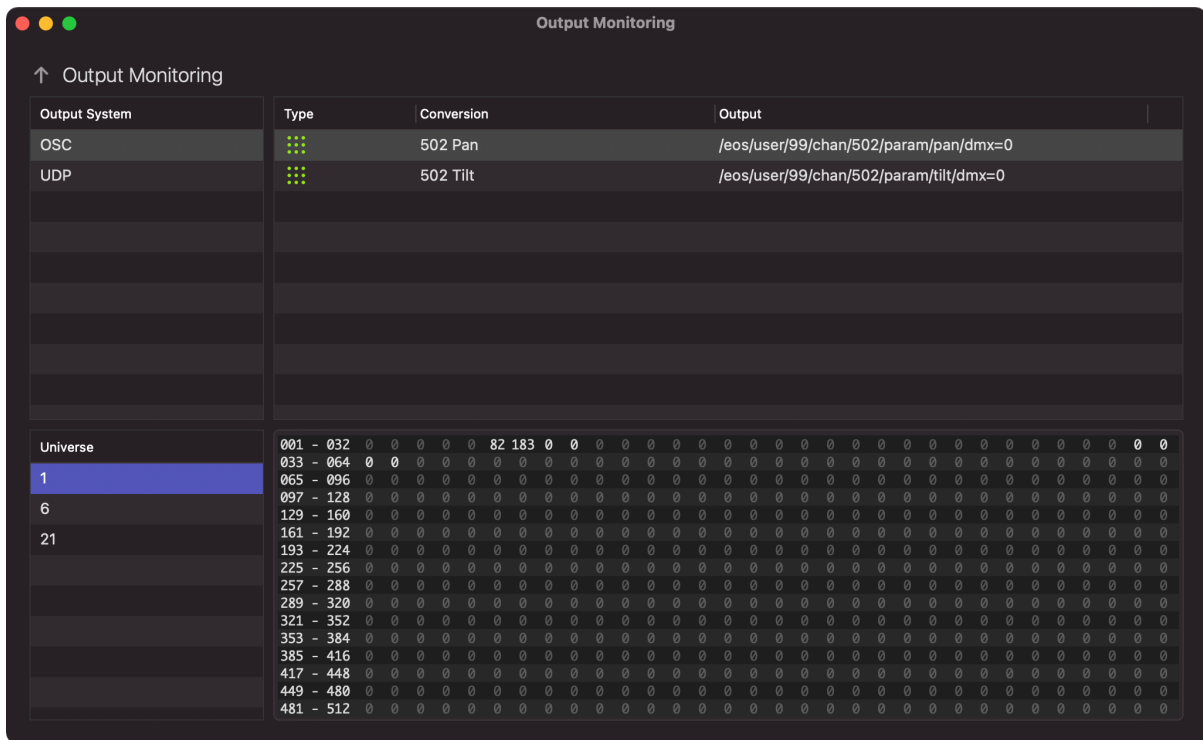 Output Monitoring
↑ Output Monitoring
Output System
OSC
UDP
Type Conversion Output
502 Pan /eos/user/99/chan/502/param/pan/dmx=0
502 Tilt /eos/user/99/chan/502/param/tilt/dmx=0
Universe
1
6
21
001 - 032 0 0 0 0 0 82 183 0 0 0 0 0 0 0 0 0 0 0 0 0 0 0 0 0 0 0 0 0 0 0 0 0
033 - 064 0 0 0 0 0 0 0 0 0 0 0 0 0 0 0 0 0 0 0 0 0 0 0 0 0 0 0 0 0 0 0 0
065 - 096 0 0 0 0 0 0 0 0 0 0 0 0 0 0 0 0 0 0 0 0 0 0 0 0 0 0 0 0 0 0 0 0
097 - 128 0 0 0 0 0 0 0 0 0 0 0 0 0 0 0 0 0 0 0 0 0 0 0 0 0 0 0 0 0 0 0 0
129 - 160 0 0 0 0 0 0 0 0 0 0 0 0 0 0 0 0 0 0 0 0 0 0 0 0 0 0 0 0 0 0 0 0
161 - 192 0 0 0 0 0 0 0 0 0 0 0 0 0 0 0 0 0 0 0 0 0 0 0 0 0 0 0 0 0 0 0 0
193 - 224 0 0 0 0 0 0 0 0 0 0 0 0 0 0 0 0 0 0 0 0 0 0 0 0 0 0 0 0 0 0 0 0
225 - 256 0 0 0 0 0 0 0 0 0 0 0 0 0 0 0 0 0 0 0 0 0 0 0 0 0 0 0 0 0 0 0 0
257 - 288 0 0 0 0 0 0 0 0 0 0 0 0 0 0 0 0 0 0 0 0 0 0 0 0 0 0 0 0 0 0 0 0
289 - 320 0 0 0 0 0 0 0 0 0 0 0 0 0 0 0 0 0 0 0 0 0 0 0 0 0 0 0 0 0 0 0 0
321 - 352 0 0 0 0 0 0 0 0 0 0 0 0 0 0 0 0 0 0 0 0 0 0 0 0 0 0 0 0 0 0 0 0
353 - 384 0 0 0 0 0 0 0 0 0 0 0 0 0 0 0 0 0 0 0 0 0 0 0 0 0 0 0 0 0 0 0 0
385 - 416 0 0 0 0 0 0 0 0 0 0 0 0 0 0 0 0 0 0 0 0 0 0 0 0 0 0 0 0 0 0 0 0
417 - 448 0 0 0 0 0 0 0 0 0 0 0 0 0 0 0 0 0 0 0 0 0 0 0 0 0 0 0 0 0 0 0 0
449 - 480 0 0 0 0 0 0 0 0 0 0 0 0 0 0 0 0 0 0 0 0 0 0 0 0 0 0 0 0 0 0 0 0
481 - 512 0 0 0 0 0 0 0 0 0 0 0 0 0 0 0 0 0 0 0 0 0 0 0 0 0 0 0 0 0 0 0 0